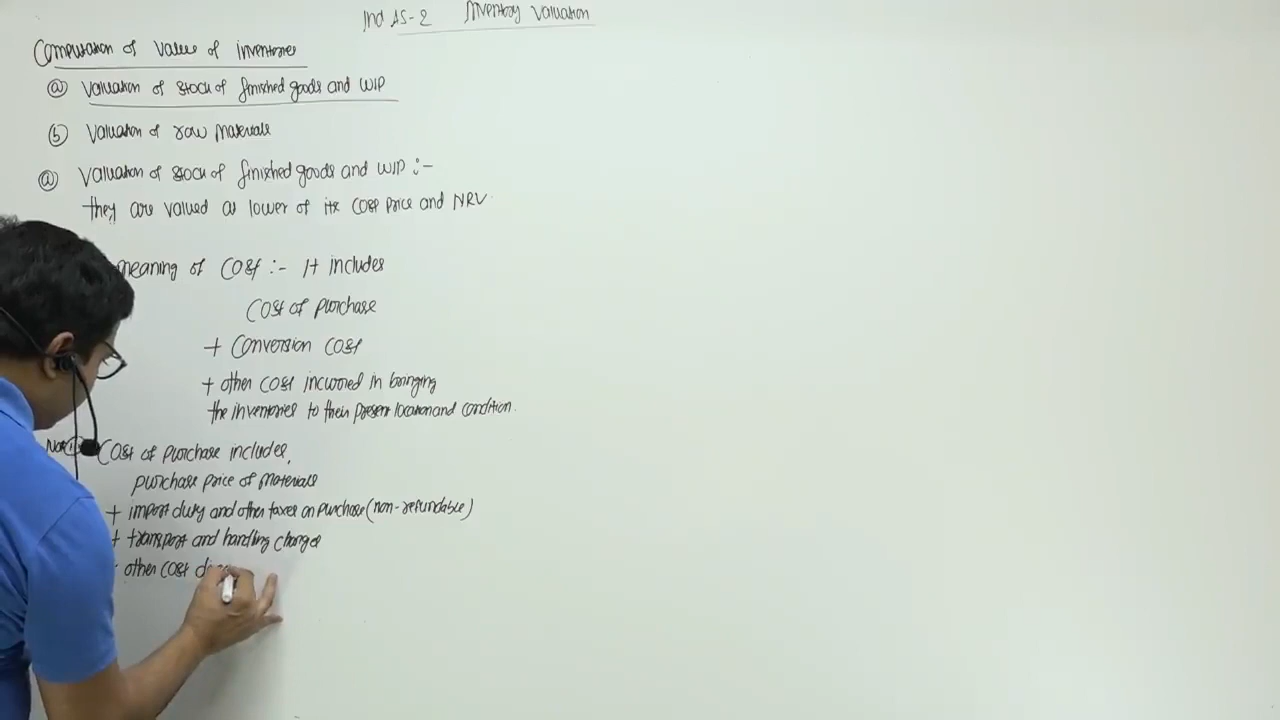 Ind AS-2 Inventory Valuation
Computation of Value of inventories
ⓐ Valuation of stock of finished goods and WIP
ⓑ Valuation of raw Materials
ⓐ Valuation of stock of finished goods and WIP :-
they are valued at lower of its cost price and NRV.
meaning of Cost :- It includes
Cost of purchase
+ Conversion Cost
+ other cost incurred in bringing
the inventories to their present location and condition.
Cost of purchase includes,
purchase price of Materials
+ import duty and other taxes on purchase (non-refundable)
+ transport and handling charges
other cost